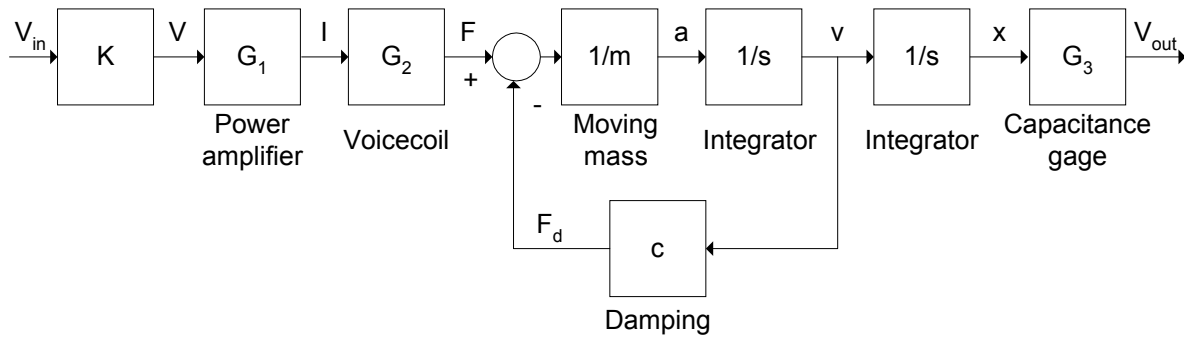 V_in
K
V
G_1
Power
amplifier
I
G_2
Voicecoil
F
+
-
1/m
Moving
mass
a
1/s
Integrator
v
1/s
Integrator
x
G_3
Capacitance
gage
V_out
F_d
c
Damping